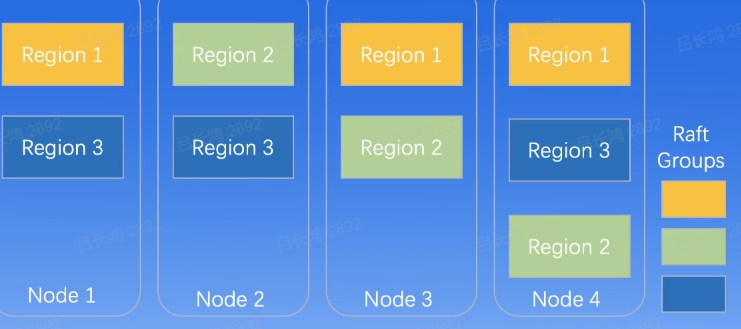 Region 1
Region 3
Node 1
Region 2
Region 3
Node 2
Region 1
Region 2
Node 3
Region 1
Region 3
Region 2
Node 4
Raft
Groups
吕长鸿 2892